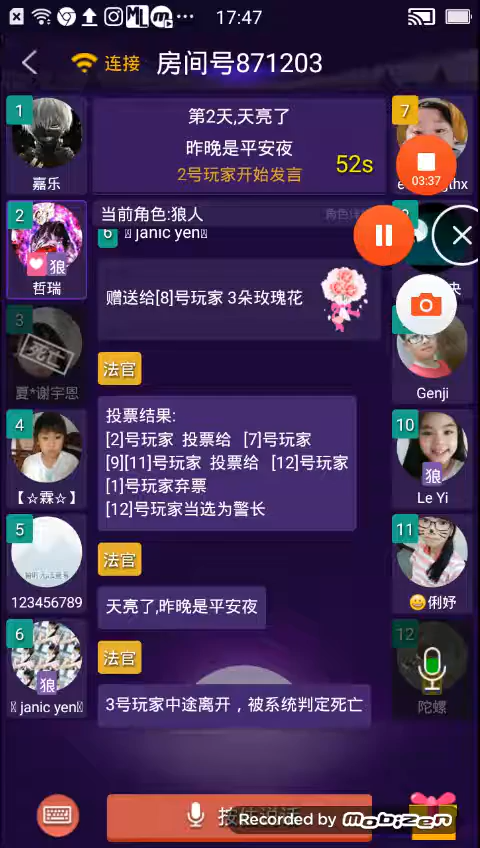 17:47
连接
房间号871203
1
嘉乐
第2天,天亮了
昨晚是平安夜
2号玩家开始发言
52s
7
03:37
2
狼
哲瑞
当前角色:狼人
6
janic yen
赠送给[8]号玩家 3朵玫瑰花
3
死亡
夏*谢宇恩
Genji
法官
投票结果:
[2]号玩家 投票给 [7]号玩家
[9][11]号玩家 投票给 [12]号玩家
[1]号玩家弃票
[12]号玩家当选为警长
4
【☆霖☆】
10
狼
Le Yi
法官
天亮了,昨晚是平安夜
5
123456789
11
俐妤
法官
3号玩家中途离开，被系统判定死亡
6
狼
janic yen
12
陀螺
Recorded by Mobizen